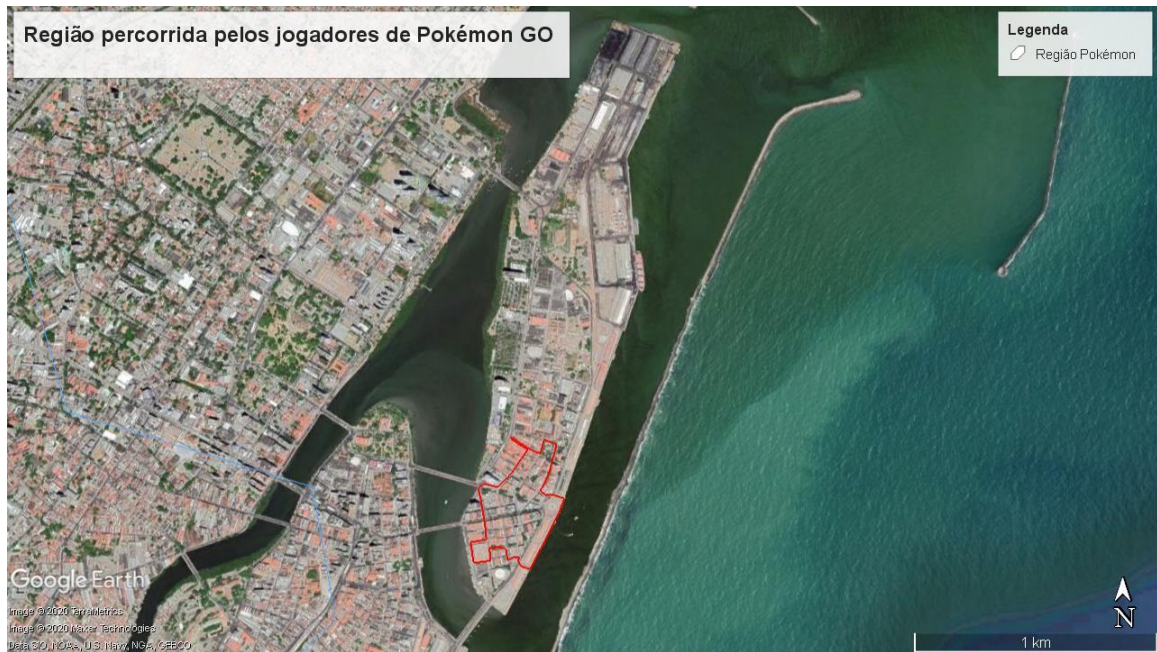 Região percorrida pelos jogadores de Pokémon GO
Legenda
Região Pokémon
Google Earth
Image © 2020 TerraMetrics
Image © 2020 Maxar Technologies
Data SIO, NOAA, U.S. Navy, NGA, GEBCO
N
1 km